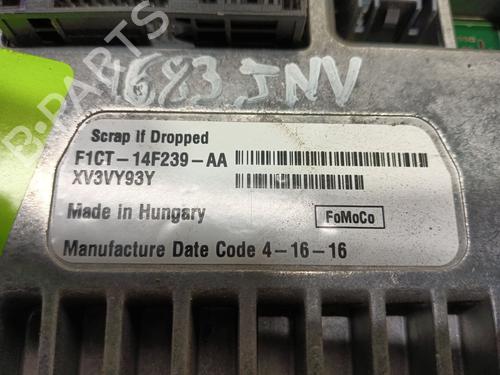 1683 JNV
Scrap If Dropped
F1CT-14F239-AA
XV3VY93Y
Made in Hungary
FoMoCo
Manufacture Date Code 4-16-16
B-PARTS